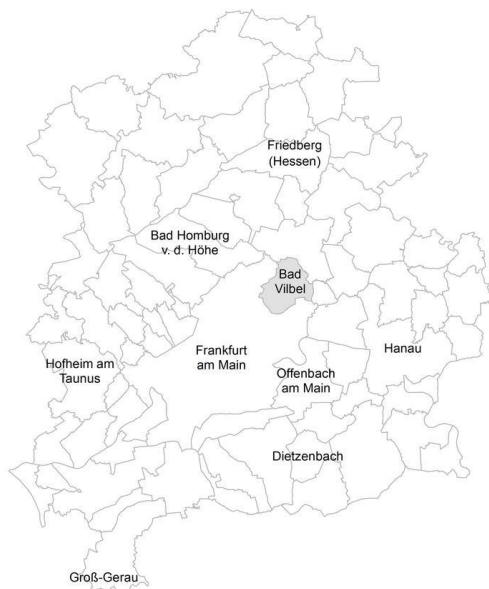 Friedberg
(Hessen)
Bad Homburg
v. d. Höhe
Bad
Vilbel
Frankfurt
am Main
Hanau
Hofheim am
Taunus
Offenbach
am Main
Dietzenbach
Groß-Gerau